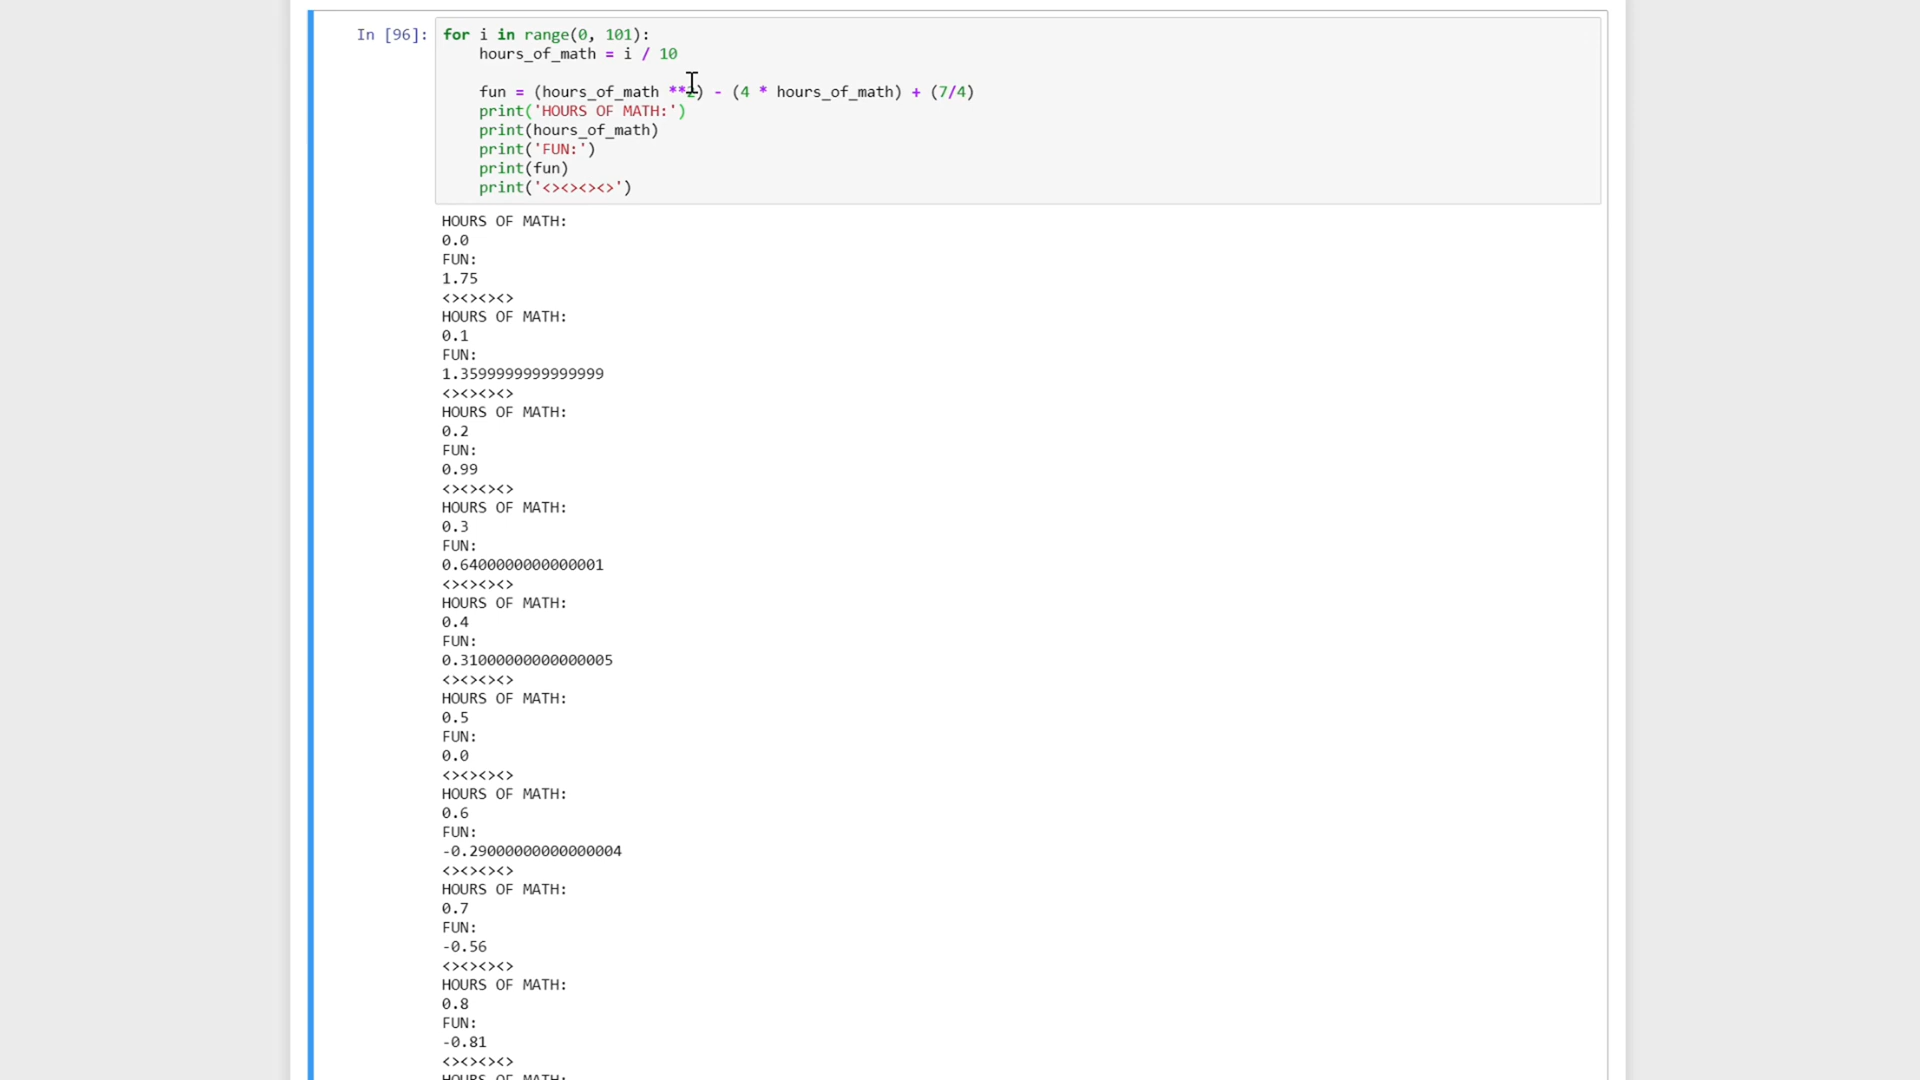 In [96]: for i in range(0, 101):
hours_of_math = i / 10
fun = (hours_of_math **2) - (4 * hours_of_math) + (7/4)
print('HOURS OF MATH:')
print(hours_of_math)
print('FUN:')
print(fun)
print('<><><><>')
HOURS OF MATH:
0.0
FUN:
1.75
<><><><>
HOURS OF MATH:
0.1
FUN:
1.3599999999999999
<><><><>
HOURS OF MATH:
0.2
FUN:
0.99
<><><><>
HOURS OF MATH:
0.3
FUN:
0.6400000000000001
<><><><>
HOURS OF MATH:
0.4
FUN:
0.31000000000000005
<><><><>
HOURS OF MATH:
0.5
FUN:
0.0
<><><><>
HOURS OF MATH:
0.6
FUN:
-0.29000000000000004
<><><><>
HOURS OF MATH:
0.7
FUN:
-0.56
<><><><>
HOURS OF MATH:
0.8
FUN:
-0.81
<><><><>
HOURS OF MATH: